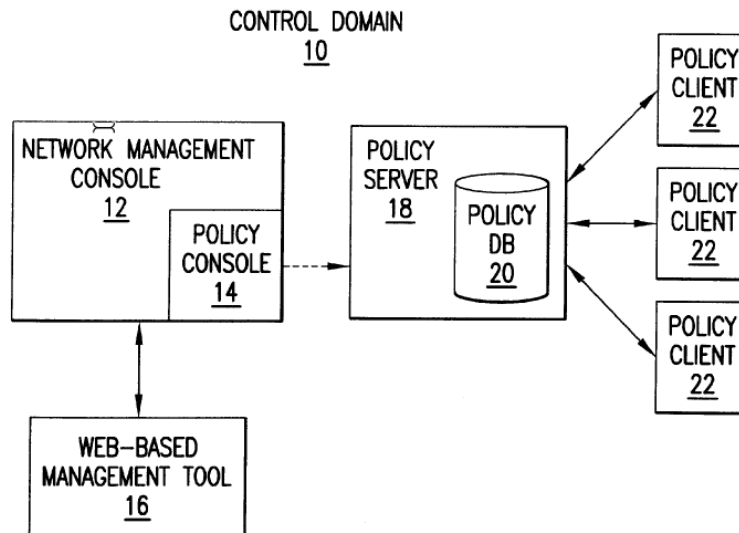 CONTROL DOMAIN
10
NETWORK MANAGEMENT
CONSOLE
12
POLICY
CONSOLE
14
POLICY
SERVER
18
POLICY
DB
20
POLICY
CLIENT
22
POLICY
CLIENT
22
POLICY
CLIENT
22
WEB-BASED
MANAGEMENT TOOL
16